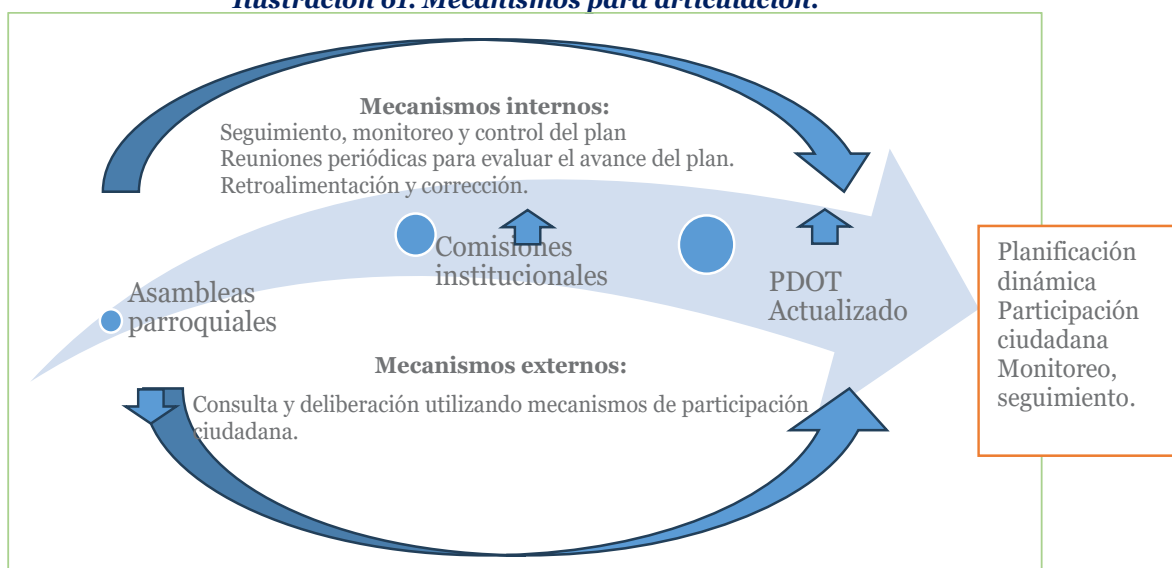 Ilustración 61. Mecanismos para articulación.
Mecanismos internos:
Seguimiento, monitoreo y control del plan
Reuniones periódicas para evaluar el avance del plan.
Retroalimentación y corrección.
Asambleas
parroquiales
Comisiones
institucionales
PDOT
Actualizado
Mecanismos externos:
Consulta y deliberación utilizando mecanismos de participación
ciudadana.
Planificación
dinámica
Participación
ciudadana
Monitoreo,
seguimiento.